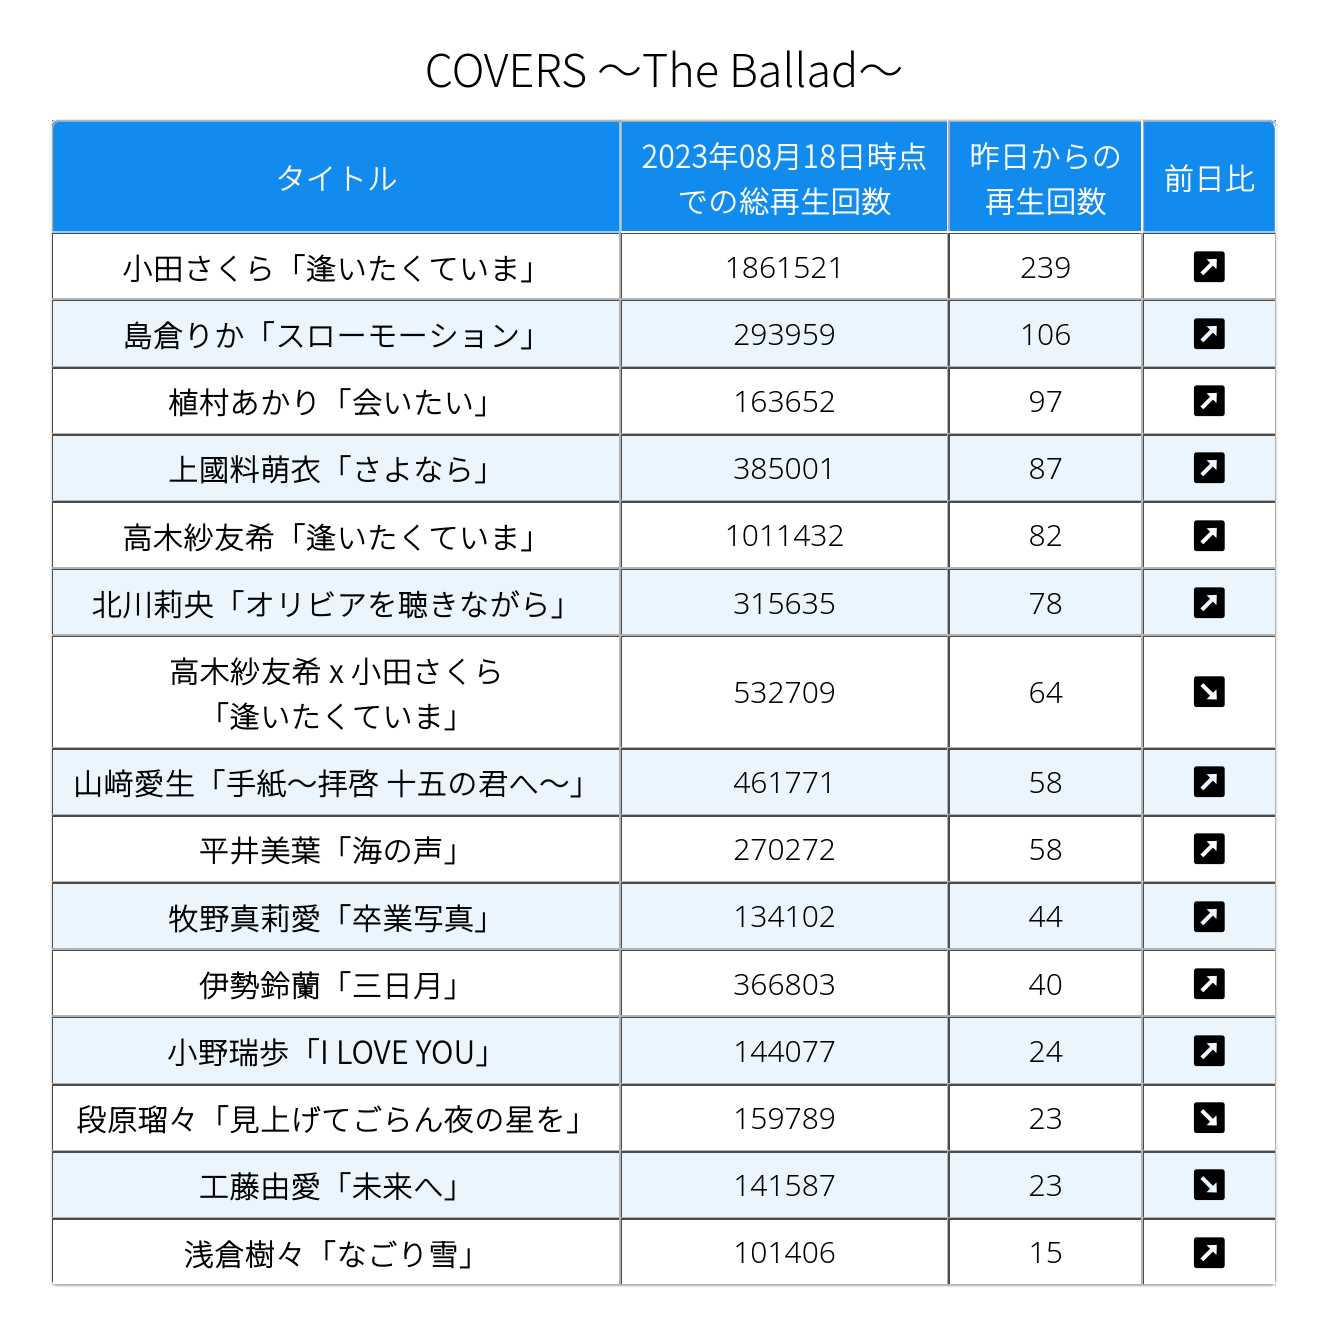 COVERS ～The Ballad～
タイトル
2023年08月18日時点
での総再生回数
昨日からの
再生回数
前日比
小田さくら「逢いたくていま」 1861521 239
島倉りか「スローモーション」 293959 106
植村あかり「会いたい」 163652 97
上國料萌衣「さよなら」 385001 87
高木紗友希「逢いたくていま」 1011432 82
北川莉央「オリビアを聴きながら」 315635 78
高木紗友希 x 小田さくら
「逢いたくていま」 532709 64
山﨑愛生「手紙～拝啓 十五の君へ～」 461771 58
平井美葉「海の声」 270272 58
牧野真莉愛「卒業写真」 134102 44
伊勢鈴蘭「三日月」 366803 40
小野瑞歩「I LOVE YOU」 144077 24
段原瑠々「見上げてごらん夜の星を」 159789 23
工藤由愛「未来へ」 141587 23
浅倉樹々「なごり雪」 101406 15